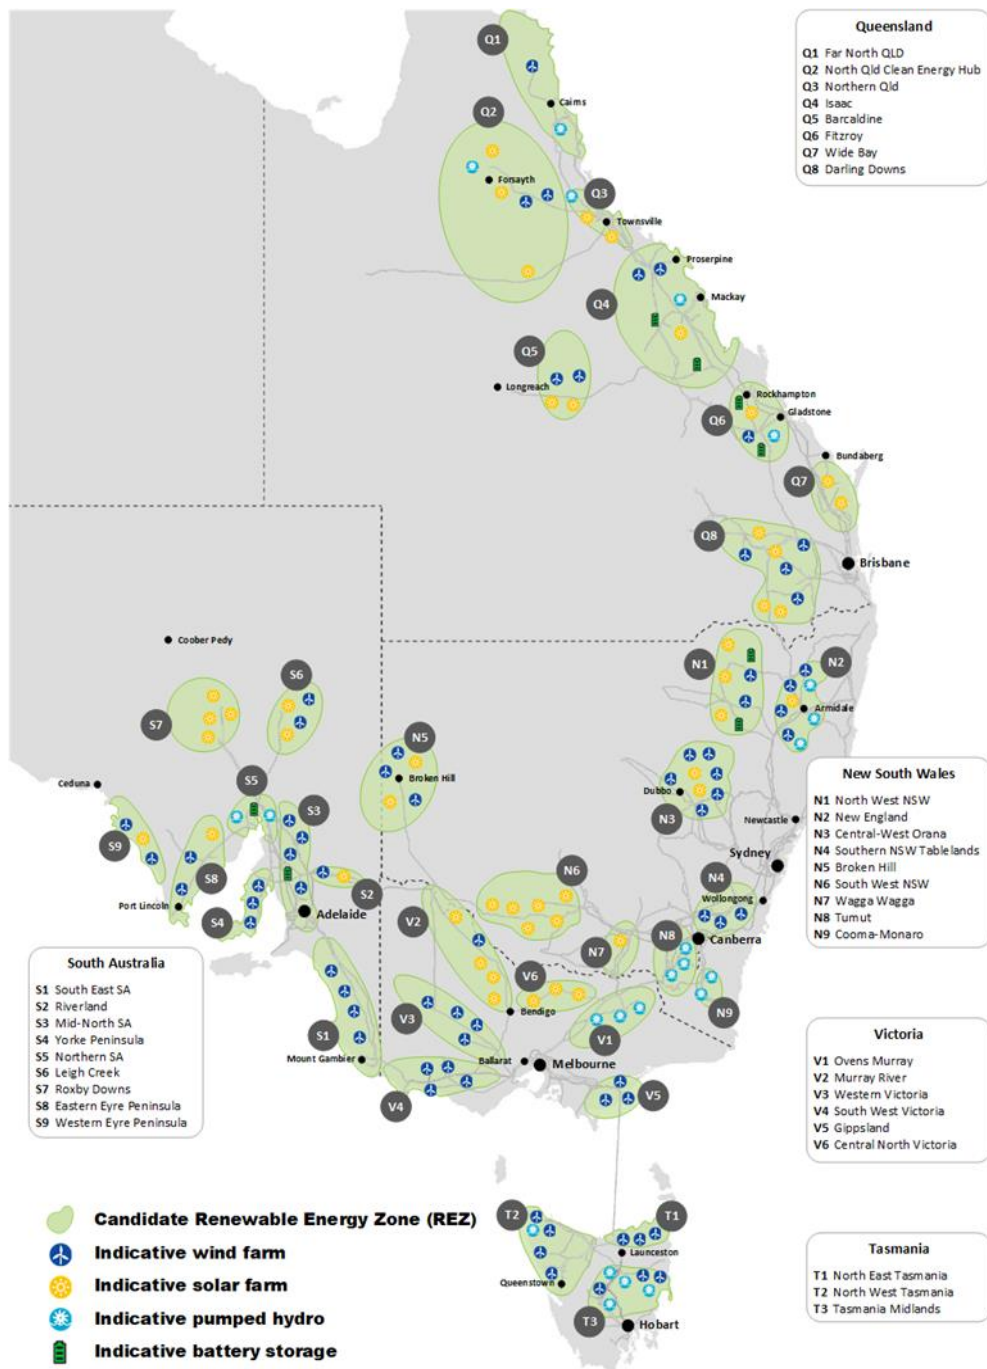 Queensland
Q1 Far North QLD
Q2 North Qld Clean Energy Hub
Q3 Northern Qld
Q4 Isaac
Q5 Barcaldine
Q6 Fitzroy
Q7 Wide Bay
Q8 Darling Downs
Q1
Cairns
Q2
Forsayth
Q3
Townsville
Proserpine
Q4
Mackay
Q5
Longreach
Rockhampton
Gladstone
Q6
Bundaberg
Q7
Q8
Brisbane
Coober Pedy
N1
N2
S6
Armidale
S7
N5
Ceduna
S5
Broken Hill
Dubbo
S3
N3
Newcastle
S9
Sydney
S8
S2
N6
N4
Wollongong
Port Lincoln
S4
Adelaide
V2
N7
N8
Canberra
V6
N9
Bendigo
V3
S1
V1
Mount Gambier
Ballarat
Melbourne
V4
V5
New South Wales
N1 North West NSW
N2 New England
N3 Central-West Orana
N4 Southern NSW Tablelands
N5 Broken Hill
N6 South West NSW
N7 Wagga Wagga
N8 Tumut
N9 Cooma-Monaro
South Australia
S1 South East SA
S2 Riverland
S3 Mid-North SA
S4 Yorke Peninsula
S5 Northern SA
S6 Leigh Creek
S7 Roxby Downs
S8 Eastern Eyre Peninsula
S9 Western Eyre Peninsula
Victoria
V1 Ovens Murray
V2 Murray River
V3 Western Victoria
V4 South West Victoria
V5 Gippsland
V6 Central North Victoria
T2
T1
Launceston
Queenstown
T3
Hobart
Tasmania
T1 North East Tasmania
T2 North West Tasmania
T3 Tasmania Midlands
Candidate Renewable Energy Zone (REZ)
Indicative wind farm
Indicative solar farm
Indicative pumped hydro
Indicative battery storage